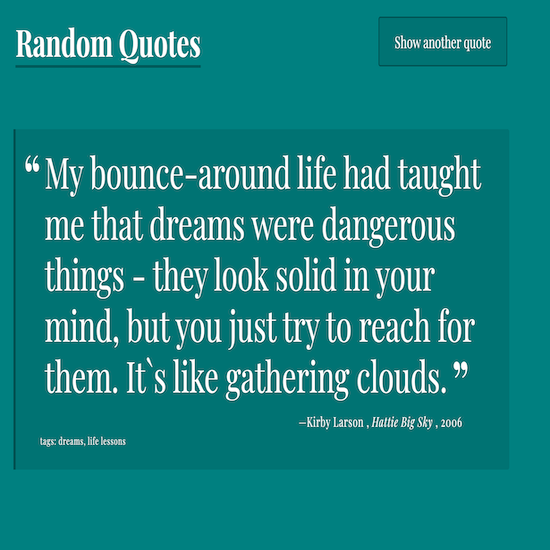 Random Quotes
Show another quote
“ My bounce-around life had taught
me that dreams were dangerous
things - they look solid in your
mind, but you just try to reach for
them. It`s like gathering clouds. ”
—Kirby Larson , Hattie Big Sky , 2006
tags: dreams, life lessons